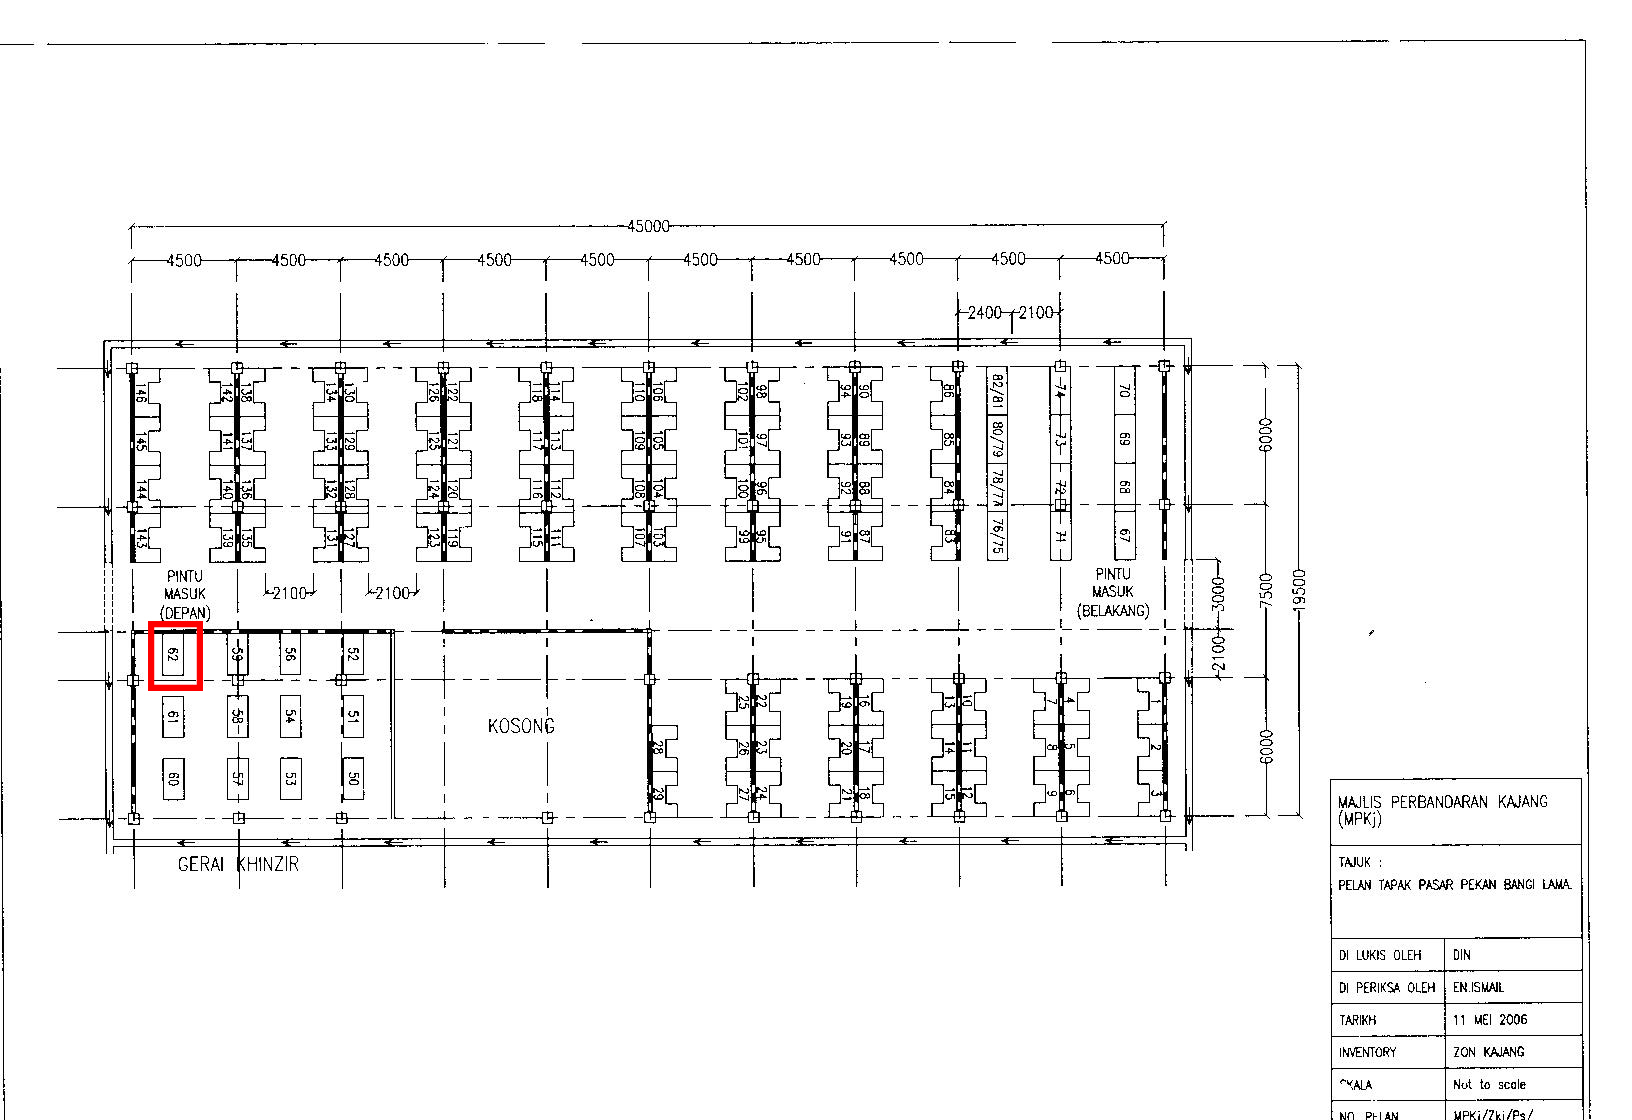 45000
4500 4500 4500 4500 4500 4500 4500 4500 4500 4500
2400 2100
146 142 138 134 130 126 122 118 114 110 106 102 98 94 90 86 82/81 74 70
145 141 137 133 129 125 121 117 113 109 105 101 97 93 89 85 80/79 73 69
144 140 136 132 128 124 120 116 112 108 104 100 96 92 88 84 78/77 72 68
143 139 135 131 127 123 119 115 111 107 103 99 95 91 87 83 76/75 71 67
6000
7500
19500
3000
2100
6000
PINTU
MASUK
(DEPAN)
2100 2100
PINTU
MASUK
(BELAKANG)
62 59 56 52
61 58 54 51
60 57 53 50
KOSONG
25 22 19 16 13 10 7 4 1
28 26 23 20 17 14 11 8 5 2
29 27 24 21 18 15 12 9 6 3
GERAI KHINZIR
MAJLIS PERBANDARAN KAJANG
(MPKj)
TAJUK :
PELAN TAPAK PASAR PEKAN BANGI LAMA.
DI LUKIS OLEH DIN
DI PERIKSA OLEH EN.ISMAIL
TARIKH 11 MEI 2006
INVENTORY ZON KAJANG
SKALA Not to scale
NO. PELAN MPKj/Zkj/Ps/